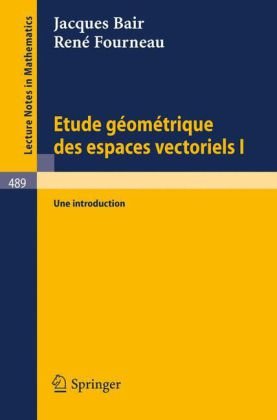 Jacques Bair
René Fourneau
Lecture Notes in Mathematics
Etude géométrique
des espaces vectoriels I
489
Une introduction
Springer